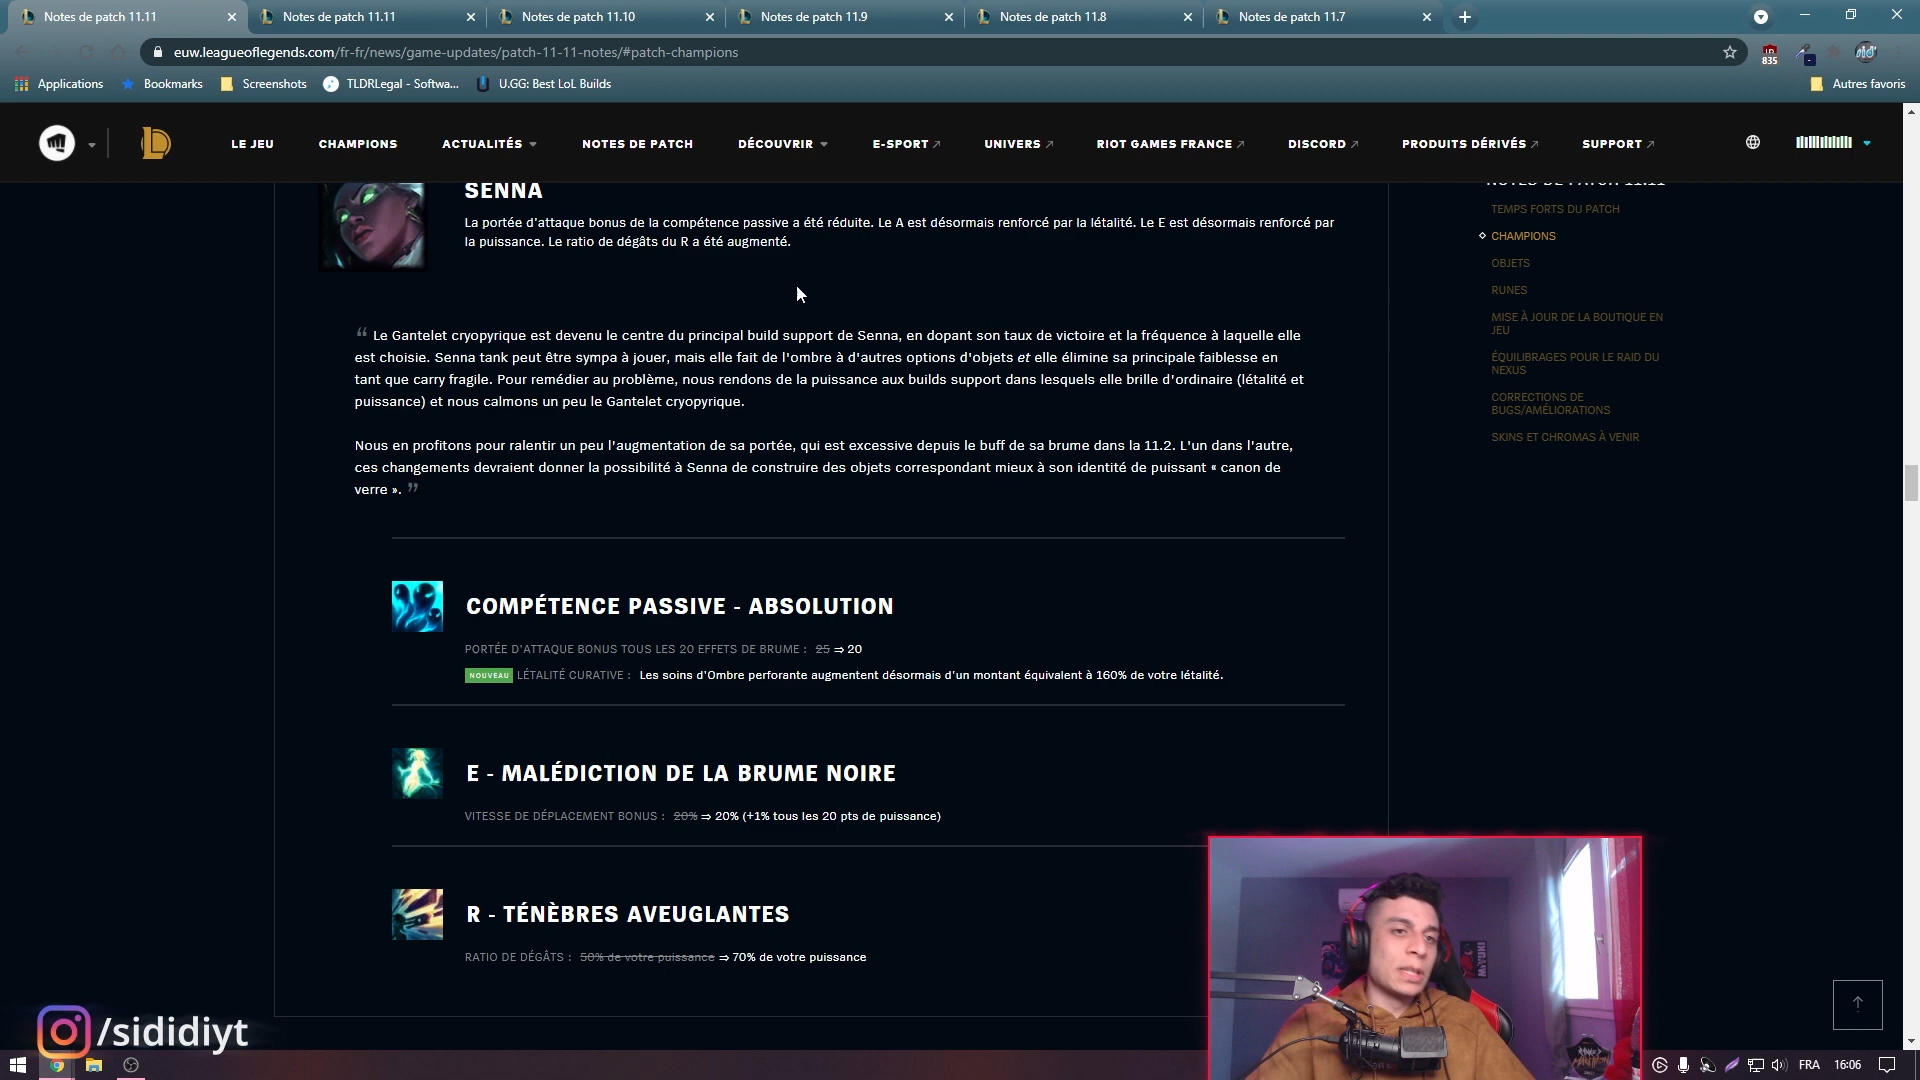 Notes de patch 11.11
Notes de patch 11.11
Notes de patch 11.10
Notes de patch 11.9
Notes de patch 11.8
Notes de patch 11.7
euw.leagueoflegends.com/fr-fr/news/game-updates/patch-11-11-notes/#patch-champions
835
Applications
Bookmarks
Screenshots
TLDRLegal - Softwa...
U.GG: Best LoL Builds
Autres favoris
LE JEU
CHAMPIONS
ACTUALITÉS
NOTES DE PATCH
DÉCOUVRIR
E-SPORT
UNIVERS
RIOT GAMES FRANCE
DISCORD
PRODUITS DÉRIVÉS
SUPPORT
SENNA
La portée d'attaque bonus de la compétence passive a été réduite. Le A est désormais renforcé par la létalité. Le E est désormais renforcé par
la puissance. Le ratio de dégâts du R a été augmenté.
“ Le Gantelet cryopyrique est devenu le centre du principal build support de Senna, en dopant son taux de victoire et la fréquence à laquelle elle
est choisie. Senna tank peut être sympa à jouer, mais elle fait de l'ombre à d'autres options d'objets et elle élimine sa principale faiblesse en
tant que carry fragile. Pour remédier au problème, nous rendons de la puissance aux builds support dans lesquels elle brille d'ordinaire (létalité et
puissance) et nous calmons un peu le Gantelet cryopyrique.
Nous en profitons pour ralentir un peu l'augmentation de sa portée, qui est excessive depuis le buff de sa brume dans la 11.2. L'un dans l'autre,
ces changements devraient donner la possibilité à Senna de construire des objets correspondant mieux à son identité de puissant « canon de
verre ». ”
COMPÉTENCE PASSIVE - ABSOLUTION
PORTÉE D'ATTAQUE BONUS TOUS LES 20 EFFETS DE BRUME : 25 ⇒ 20
NOUVEAU LÉTALITÉ CURATIVE : Les soins d'Ombre perforante augmentent désormais d'un montant équivalent à 160% de votre létalité.
E - MALÉDICTION DE LA BRUME NOIRE
VITESSE DE DÉPLACEMENT BONUS : 20% ⇒ 20% (+1% tous les 20 pts de puissance)
R - TÉNÈBRES AVEUGLANTES
RATIO DE DÉGÂTS : 50% de votre puissance ⇒ 70% de votre puissance
NOTES DE PATCH 11.11
TEMPS FORTS DU PATCH
CHAMPIONS
OBJETS
RUNES
MISE À JOUR DE LA BOUTIQUE EN
JEU
ÉQUILIBRAGES POUR LE RAID DU
NEXUS
CORRECTIONS DE
BUGS/AMÉLIORATIONS
SKINS ET CHROMAS À VENIR
/sididiyt
FRA
16:06